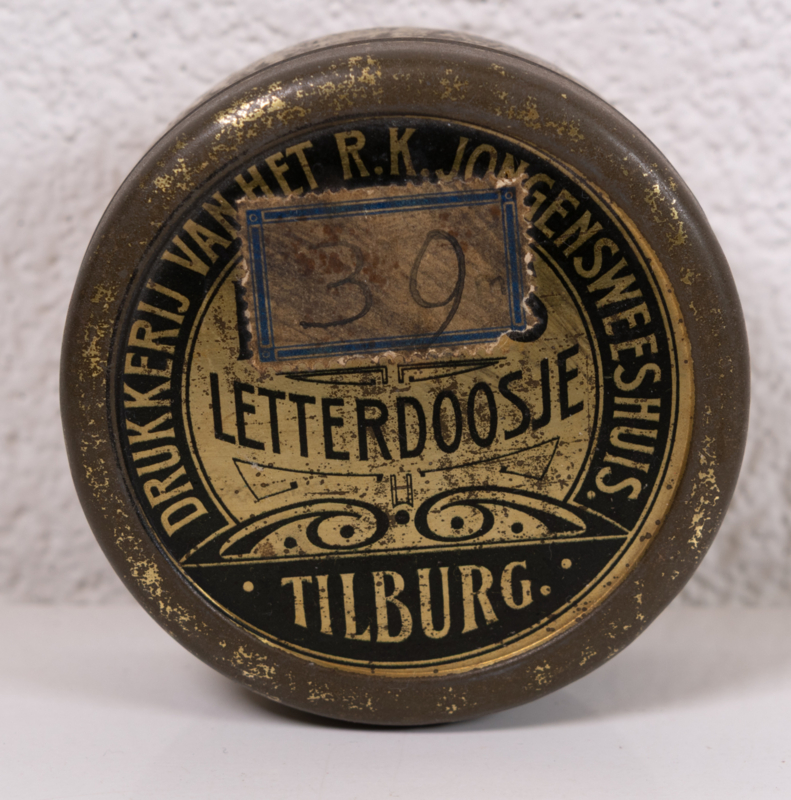 DRUKKERIJ VAN HET R.K. JONGENSWEESHUIS.
39
LETTERDOOSJE
TILBURG.